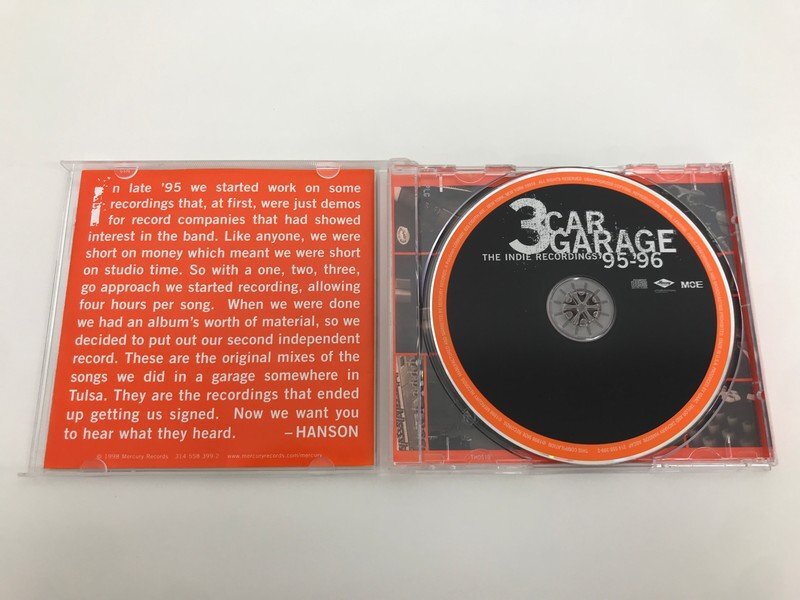 In late '95 we started work on some
recordings that, at first, were just demos
for record companies that had showed
interest in the band. Like anyone, we were
short on money which meant we were short
on studio time. So with a one, two, three,
go approach we started recording, allowing
four hours per song. When we were done
we had an album's worth of material, so we
decided to put out our second independent
record. These are the original mixes of the
songs we did in a garage somewhere in
Tulsa. They are the recordings that ended
up getting us signed. Now we want you
to hear what they heard. –HANSON
© 1998 Mercury Records 314 558 399-2 www.mercuryrecords.com/mercury
3 CAR
GARAGE
THE INDIE RECORDINGS '95-96
MOE